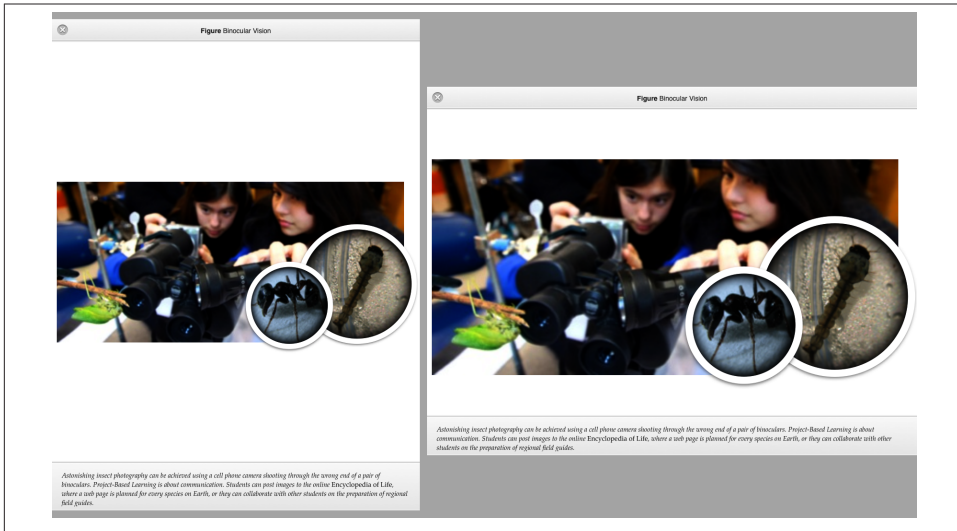 Figure Binocular Vision
Astonishing insect photography can be achieved using a cell phone camera shooting through the wrong end of a pair of
binoculars. Project-Based Learning is about communication. Students can post images to the online Encyclopedia of Life,
where a web page is planned for every species on Earth, or they can collaborate with other students on the preparation of regional
field guides.
Figure Binocular Vision
Astonishing insect photography can be achieved using a cell phone camera shooting through the wrong end of a pair of binoculars. Project-Based Learning is about
communication. Students can post images to the online Encyclopedia of Life, where a web page is planned for every species on Earth, or they can collaborate with other
students on the preparation of regional field guides.